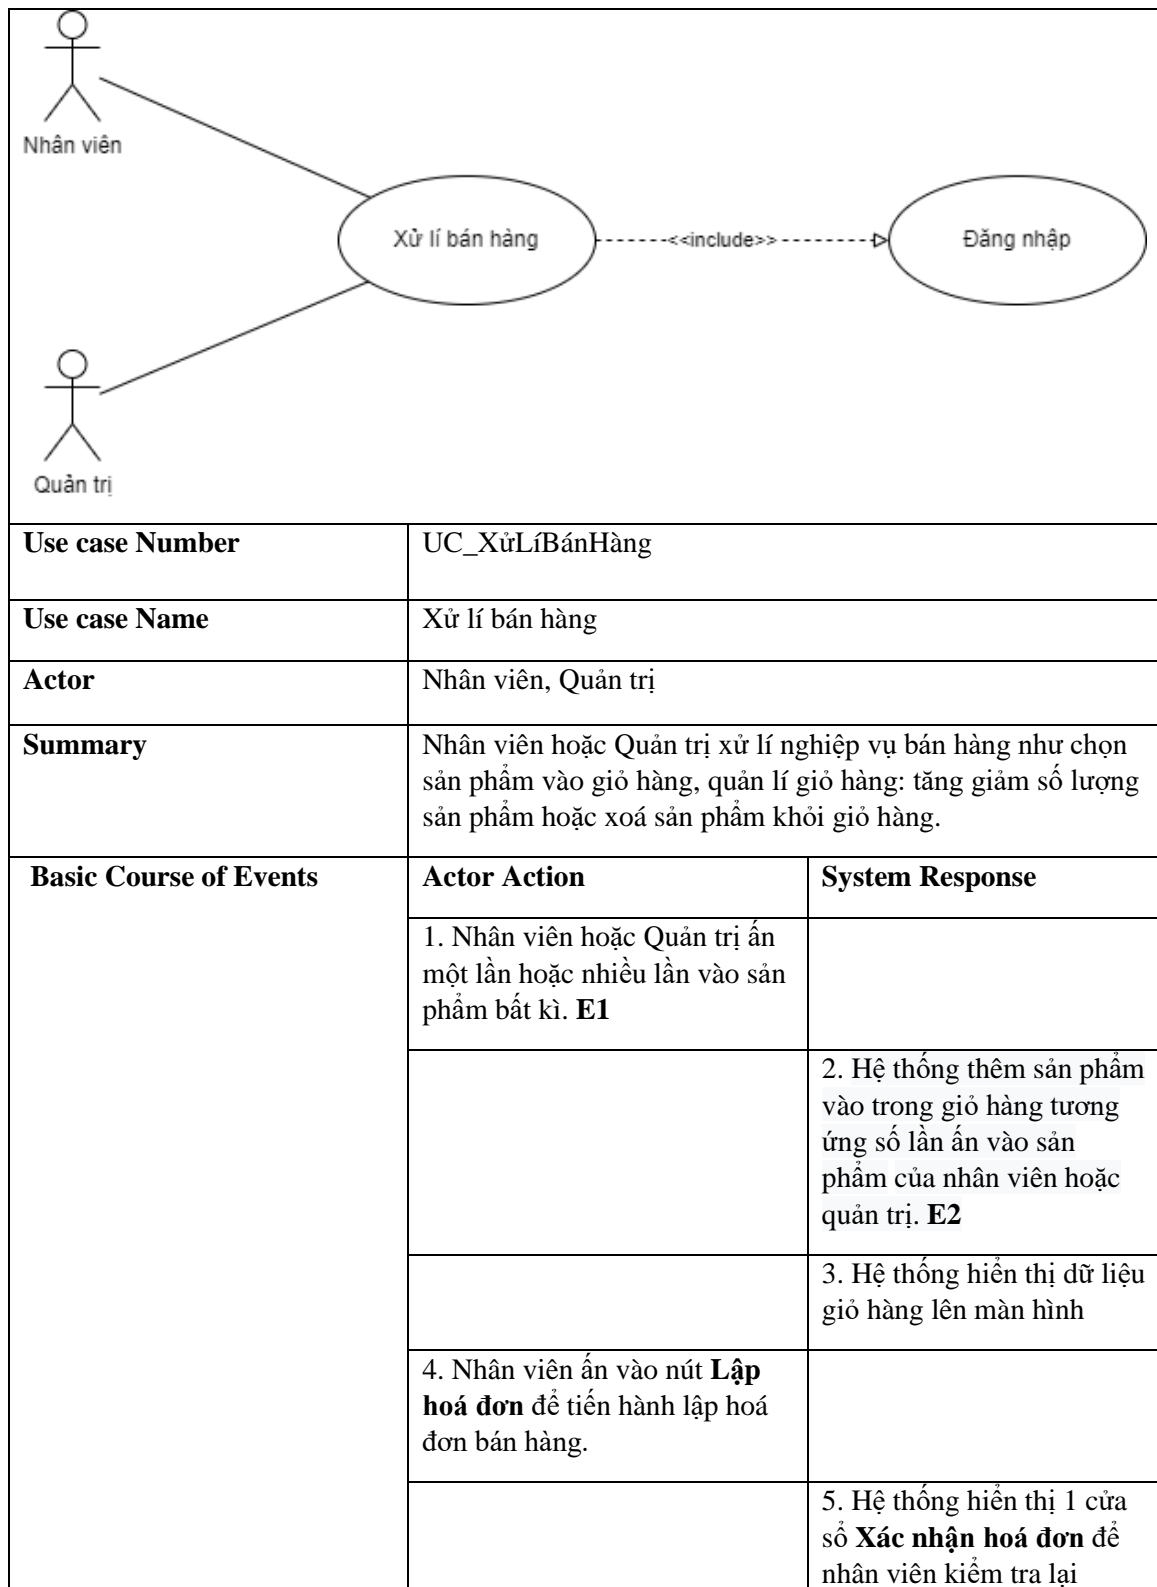 Nhân viên
Xử lí bán hàng
<<include>>
Đăng nhập
Quản trị
Use case Number
UC_XửLíBánHàng
Use case Name
Xử lí bán hàng
Actor
Nhân viên, Quản trị
Summary
Nhân viên hoặc Quản trị xử lí nghiệp vụ bán hàng như chọn
sản phẩm vào giỏ hàng, quản lí giỏ hàng: tăng giảm số lượng
sản phẩm hoặc xoá sản phẩm khỏi giỏ hàng.
Basic Course of Events
Actor Action
System Response
1. Nhân viên hoặc Quản trị ấn
một lần hoặc nhiều lần vào sản
phẩm bất kì. E1
2. Hệ thống thêm sản phẩm
vào trong giỏ hàng tương
ứng số lần ấn vào sản
phẩm của nhân viên hoặc
quản trị. E2
3. Hệ thống hiển thị dữ liệu
giỏ hàng lên màn hình
4. Nhân viên ấn vào nút Lập
hoá đơn để tiến hành lập hoá
đơn bán hàng.
5. Hệ thống hiển thị 1 cửa
sổ Xác nhận hoá đơn để
nhân viên kiểm tra lại